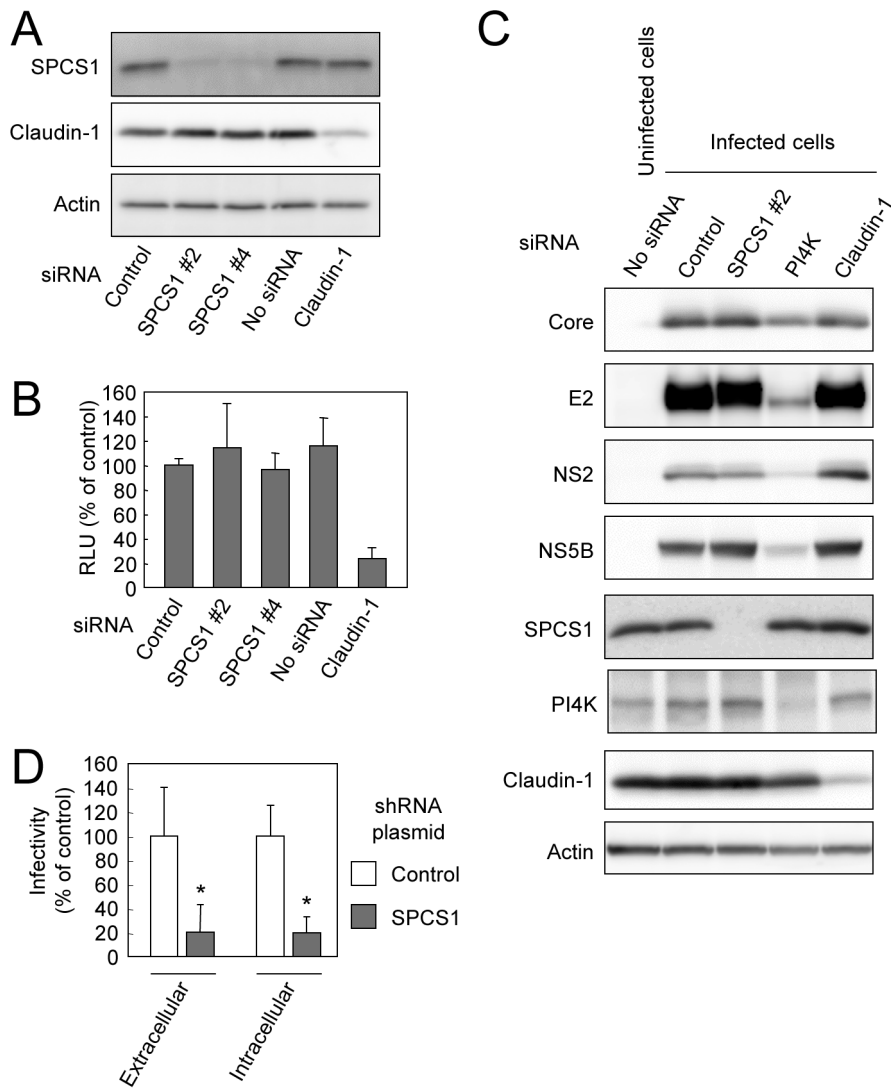 A
SPCS1
Claudin-1
Actin
siRNA
Control
SPCS1 #2
SPCS1 #4
No siRNA
Claudin-1
B
RLU (% of control)
160
140
120
100
80
60
40
20
0
siRNA
Control
SPCS1 #2
SPCS1 #4
No siRNA
Claudin-1
C
Uninfected cells
Infected cells
siRNA
No siRNA
Control
SPCS1 #2
PI4K
Claudin-1
Core
E2
NS2
NS5B
SPCS1
PI4K
Claudin-1
Actin
D
Infectivity
(% of control)
160
140
120
100
80
60
40
20
0
*
*
Extracellular
Intracellular
shRNA
plasmid
Control
SPCS1